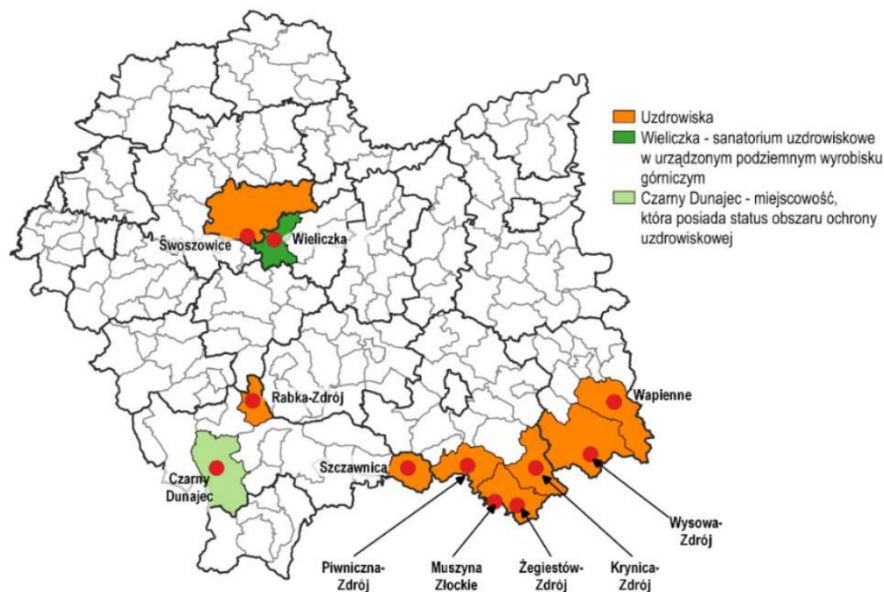 Uzdrowiska
Wieliczka - sanatorium uzdrowiskowe
w urządzonym podziemnym wyrobisku
górniczym
Czarny Dunajec - miejscowość,
która posiada status obszaru ochrony
uzdrowiskowej
Swoszowice
Wieliczka
Rabka-Zdrój
Wapienne
Szczawnica
Czarny
Dunajec
Wysowa-
Zdrój
Piwniczna-
Zdrój
Muszyna
Złockie
Żegiestów-
Zdrój
Krynica-
Zdrój